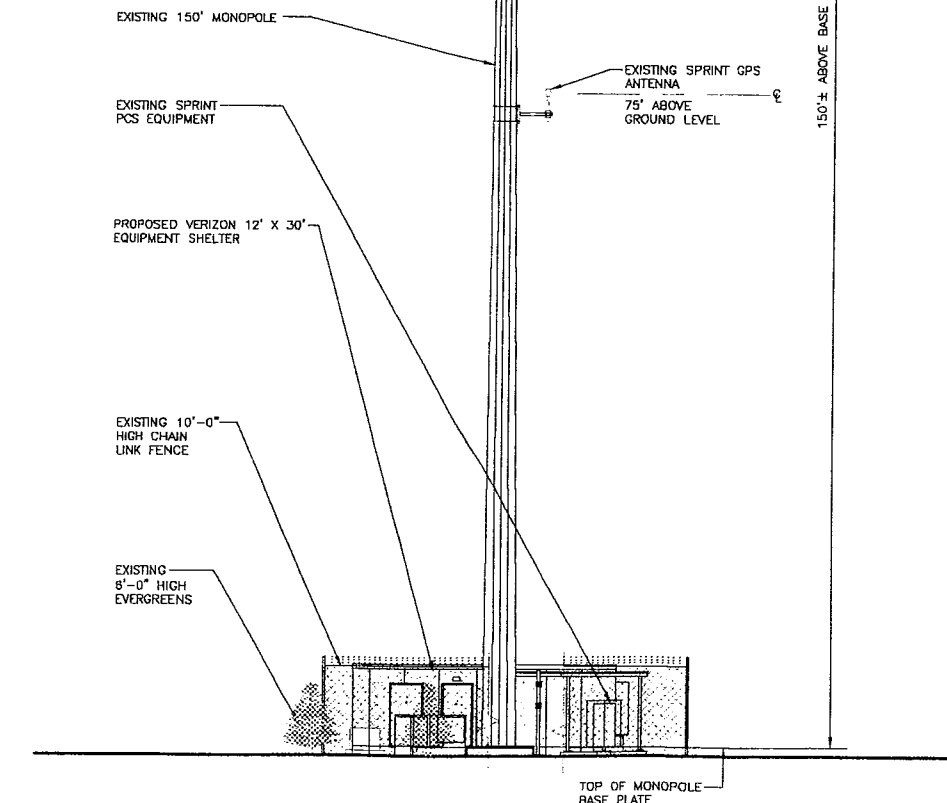 EXISTING 150' MONOPOLE
EXISTING SPRINT GPS
ANTENNA
75' ABOVE
GROUND LEVEL
150'± ABOVE BASE
EXISTING SPRINT
PCS EQUIPMENT
PROPOSED VERIZON 12' X 30'
EQUIPMENT SHELTER
EXISTING 10'-0"
HIGH CHAIN
LINK FENCE
EXISTING
8'-0" HIGH
EVERGREENS
TOP OF MONOPOLE
BASE PLATE